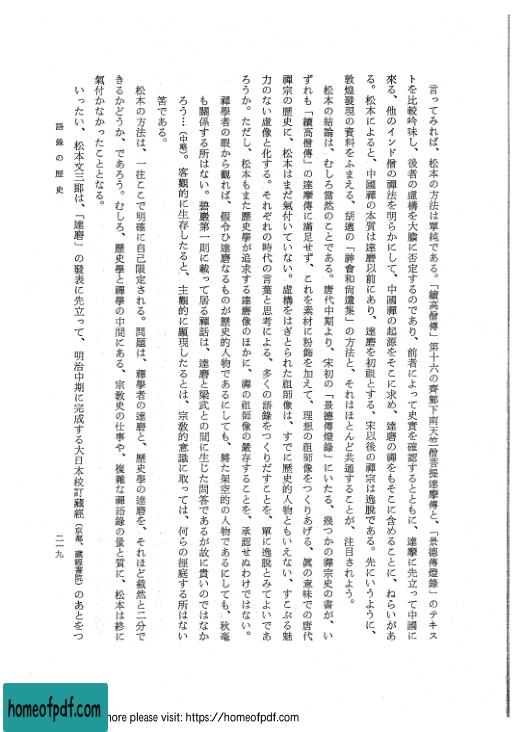 言ってみれば、松本の方法は單純である。「續高僧傳」第十六の齊鄴下南天竺僧菩提達摩傳と、「景德傳燈錄」のテキス
トを比較吟味し、後者の虛構を大膽に否定するのであり、前者によって史實を確認するとともに、達摩に先立って中國に
來る、他のインド僧の禪法を明らかにして、中國禪の起源をそこに求め、達磨の禪をもそこに含めることに、ねらいがあ
る。松本によると、中國禪の本質は達磨以前にあり、達磨を初祖とする、宋以後の禪宗は逸脫である。先にいうように、
敦煌發現の資料をふまえる、胡適の「神會和尙遺集」の方法と、それはほとんど共通することが、注目されよう。
松本の結論は、むしろ當然のことである。唐代中期より、宋初の「景德傳燈錄」にいたる、幾つかの禪宗史の書が、い
ずれも「續高僧傳」の達摩傳に滿足せず、これを素材に粉飾を加えて、理想の祖師像をつくりあげる、眞の意味での唐代
禪宗の歷史に、松本はまだ氣付いていない。虛構をはぎとられた祖師像は、すでに歷史的人物ともいえない、すこぶる魅
力のない虛像と化する。それぞれの時代の言葉と思考による、多くの語錄をつくりだすことを、單に逸脫とみてよいであ
ろうか。ただし、松本もまた歷史學が追求する達磨像のほかに、禪の祖師像の嚴存することを、承認せぬわけではない。
禪學者の眼から觀れば、假令ひ達磨なるものが歷史的人物であるにしても、將た架空的の人物であるにしても、秋毫
も關係する所はない。碧巖第一則に載って居る禪話は、達磨と梁武との間に生じた問答であるが故に貴いのではなか
ろう…(中略)。客觀的に生存したると、主觀的に顯現したるとは、宗敎的意識に取っては、何らの徑庭する所はない
答である。
松本の方法は、一往ここで明確に自己限定される。問題は、禪學者の達磨と、歷史學の達磨を、それほど截然と二分で
きるかどうか、であろう。むしろ、歷史學と禪學の中間にある、宗敎史の仕事や、複雜な禪語錄の量と質に、松本は終に
氣付かなかったこととなる。
いったい、松本文三郞は、「達磨」の發表に先立って、明治中期に完成する大日本校訂藏經(京都、藏經書院)のあとをつ
語錄の歷史
二一九
homeofpdf.com
more please visit: https://homeofpdf.com